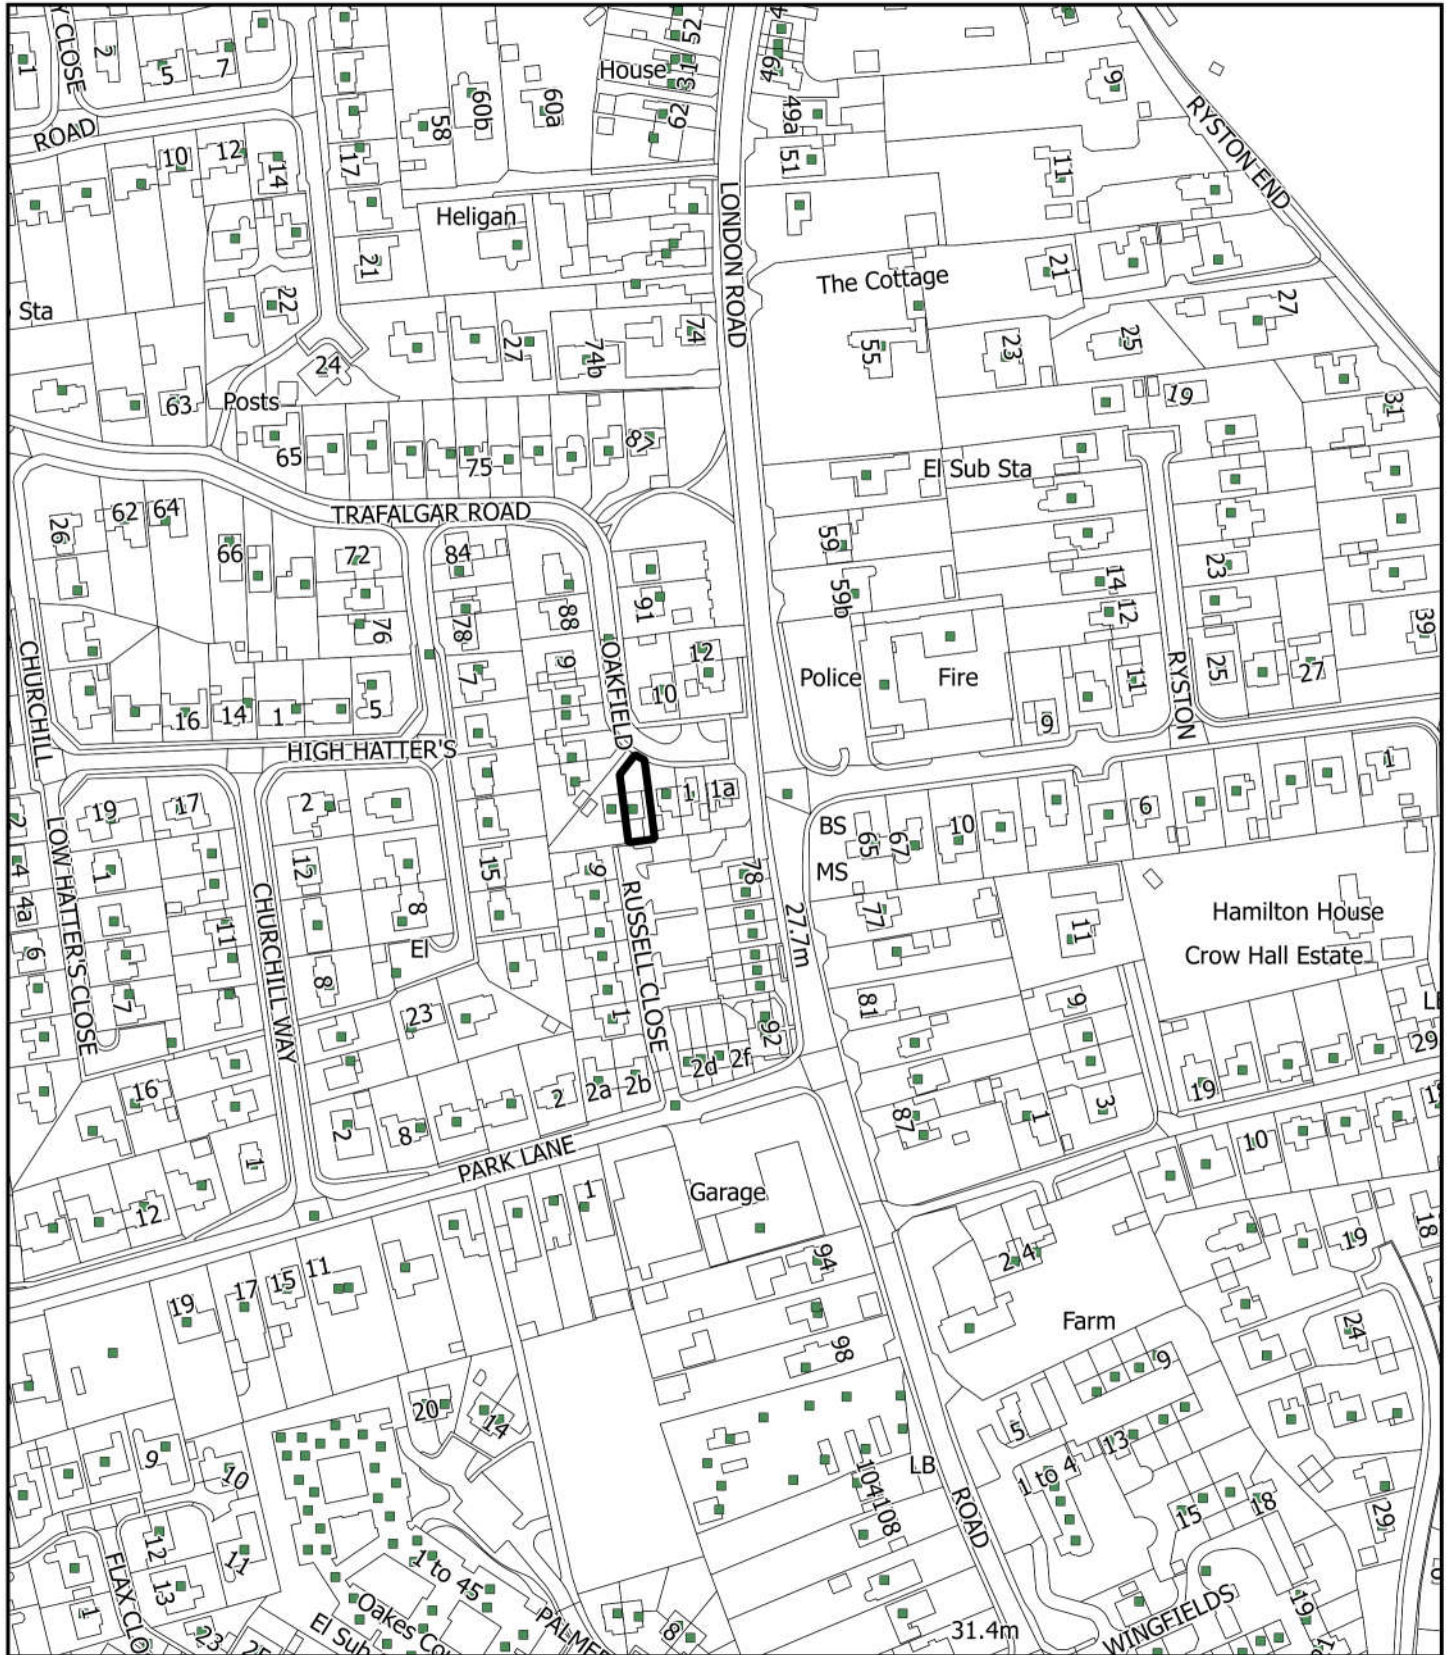 Y CLOSE
1
2
5
7
ROAD
10
12
14
17
21
22
24
58
60b
60a
House
52
31
62
49
49a
51
9
11
RYSTON END
Heligan
LONDON ROAD
The Cottage
21
27
Sta
27
74b
74
55
23
25
19
31
63
Posts
65
75
El Sub Sta
TRAFALGAR ROAD
26
62
64
66
72
84
88
91
59
59b
14
12
23
39
76
78
77
9
OAKFIELD
12
10
Police
Fire
9
11
RYSTON
25
27
CHURCHILL
16
14
1
5
HIGH HATTER'S
1
1a
1
19
17
2
2
4
4a
6
1
12
8
15
9
78
BS
MS
65
67
10
6
LOW HATTER'S CLOSE
CHURCHILL WAY
11
8
El
RUSSELL CLOSE
27.7m
77
11
Hamilton House
Crow Hall Estate
7
23
1
92
81
9
29
16
2
8
2
2a
2b
2d
2f
87
1
3
19
10
1
12
PARK LANE
1
Garage
94
2
4
19
18
19
17
15
11
98
Farm
9
24
20
14
5
13
9
10
LB
104
108
1 to 4
15
18
29
12
13
11
1
FLAX CLO
23
25
1 to 45
Oakes Cou
El Sub
PALMER
8
ROAD
31.4m
WINGFIELDS
19